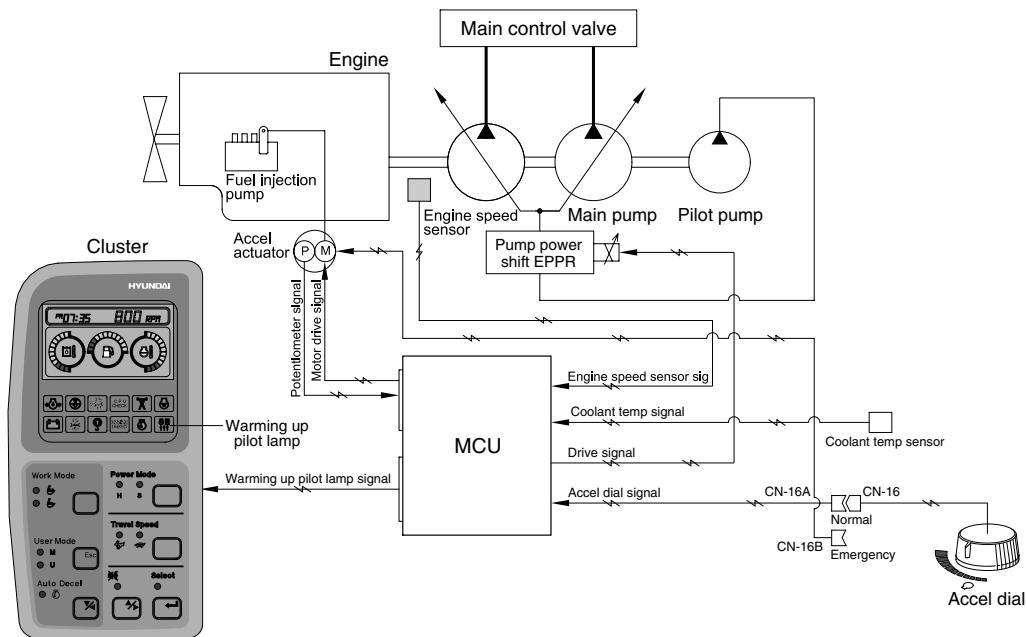 Main control valve
Engine
Fuel injection
pump
Engine speed
sensor
Main pump
Pilot pump
Accel
actuator
P
M
Pump power
shift EPPR
Cluster
HYUNDAI
PM 07:35
800 RPM
CPU
CHECK
Potentiometer signal
Motor drive signal
Engine speed sensor sig
Coolant temp signal
Coolant temp sensor
MCU
Drive signal
Warming up
pilot lamp
Warming up pilot lamp signal
Accel dial signal
CN-16A
CN-16
Normal
CN-16B
Emergency
Accel dial
Work Mode
Power Mode
H
S
Travel Speed
User Mode
M
U
Esc
Auto Decel
Select